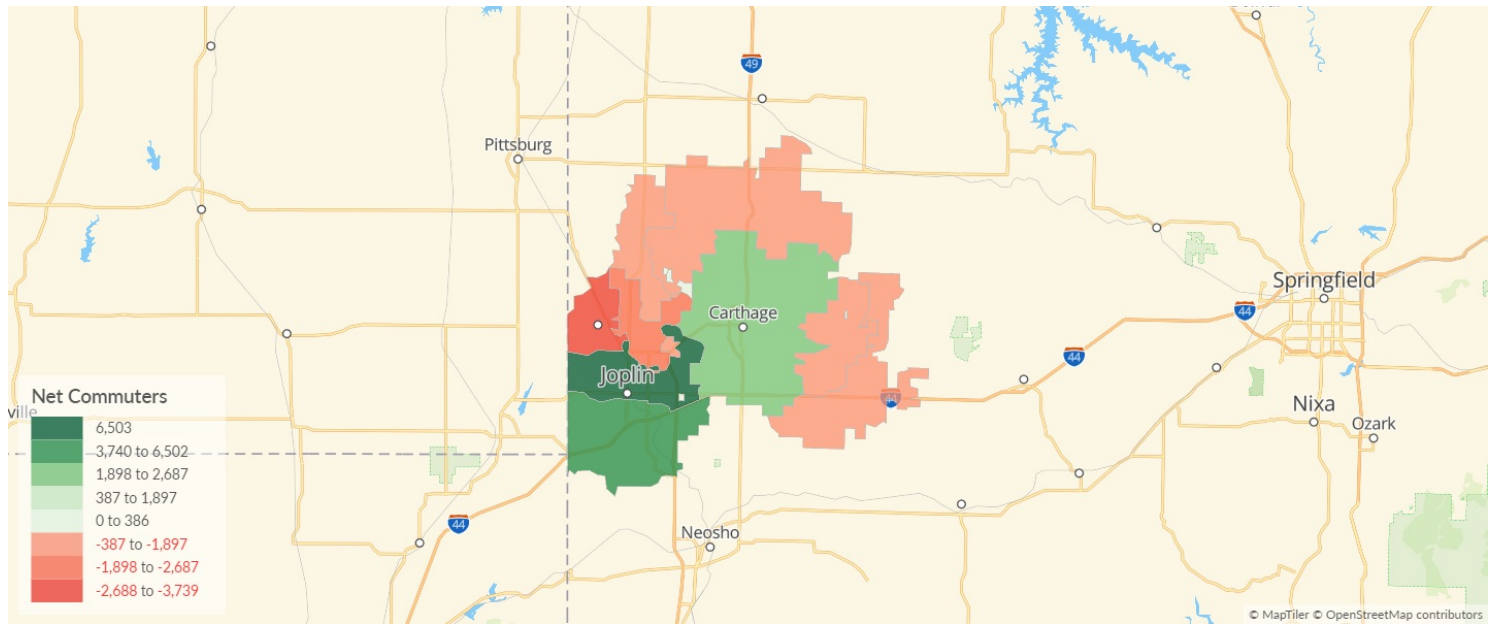 49
Pittsburg
Springfield
44
Carthage
44
Joplin
44
Nixa
Ozark
Neosho
44
ville
Net Commuters
6,503
3,740 to 6,502
1,898 to 2,687
387 to 1,897
0 to 386
-387 to -1,897
-1,898 to -2,687
-2,688 to -3,739
© MapTiler © OpenStreetMap contributors